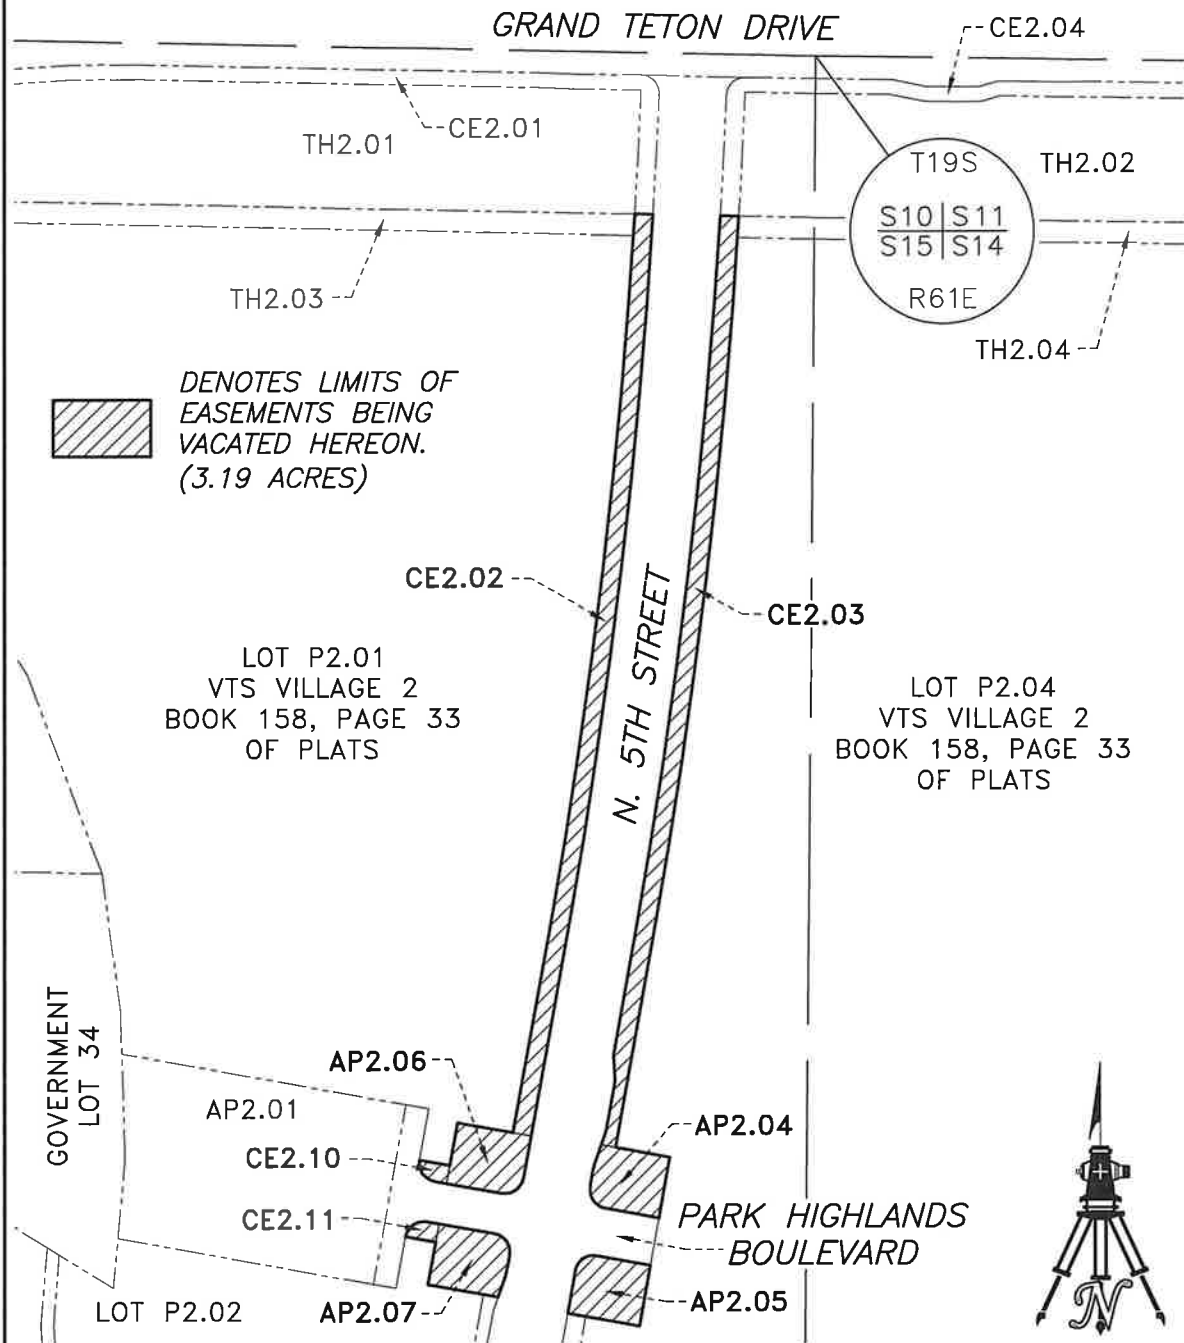 GRAND TETON DRIVE
CE2.04
CE2.01
TH2.01
T19S
TH2.02
S10|S11
S15|S14
R61E
TH2.03
TH2.04
DENOTES LIMITS OF
EASEMENTS BEING
VACATED HEREON.
(3.19 ACRES)
CE2.02
CE2.03
N. 5TH STREET
LOT P2.01
VTS VILLAGE 2
BOOK 158, PAGE 33
OF PLATS
LOT P2.04
VTS VILLAGE 2
BOOK 158, PAGE 33
OF PLATS
GOVERNMENT
LOT 34
AP2.06
AP2.01
AP2.04
CE2.10
CE2.11
PARK HIGHLANDS
BOULEVARD
LOT P2.02
AP2.07
AP2.05
N